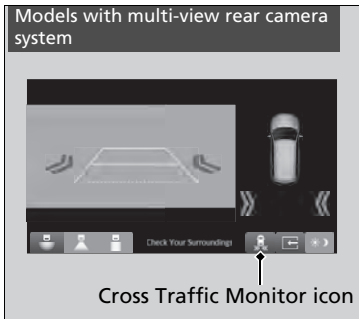 Models with multi-view rear camera
system
Check Your Surroundings
Cross Traffic Monitor icon